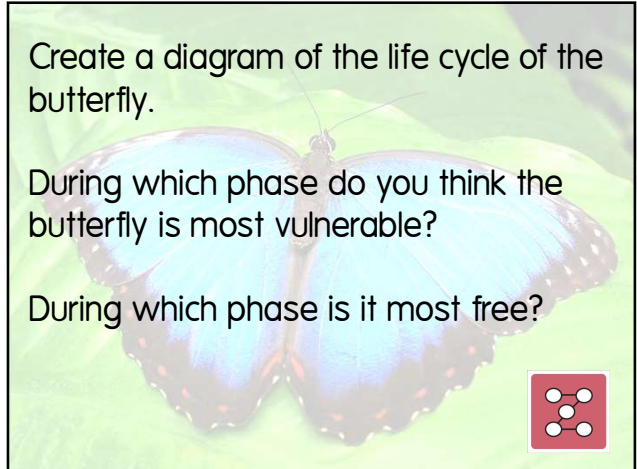 Create a diagram of the life cycle of the
butterfly.
During which phase do you think the
butterfly is most vulnerable?
During which phase is it most free?